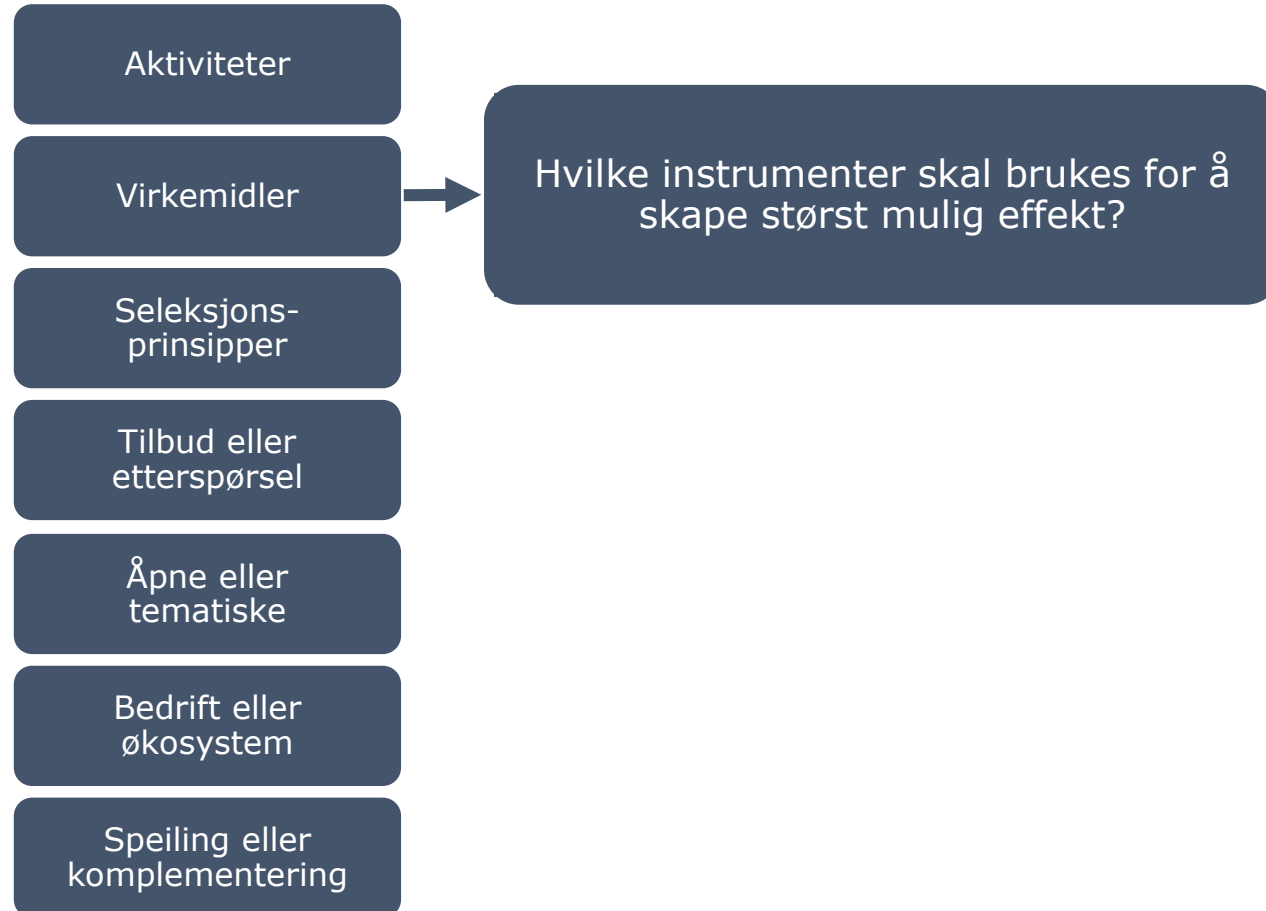 Aktiviteter
Virkemidler
Hvilke instrumenter skal brukes for å
skape størst mulig effekt?
Seleksjons-
prinsipper
Tilbud eller
etterspørsel
Åpne eller
tematiske
Bedrift eller
økosystem
Speiling eller
komplementering